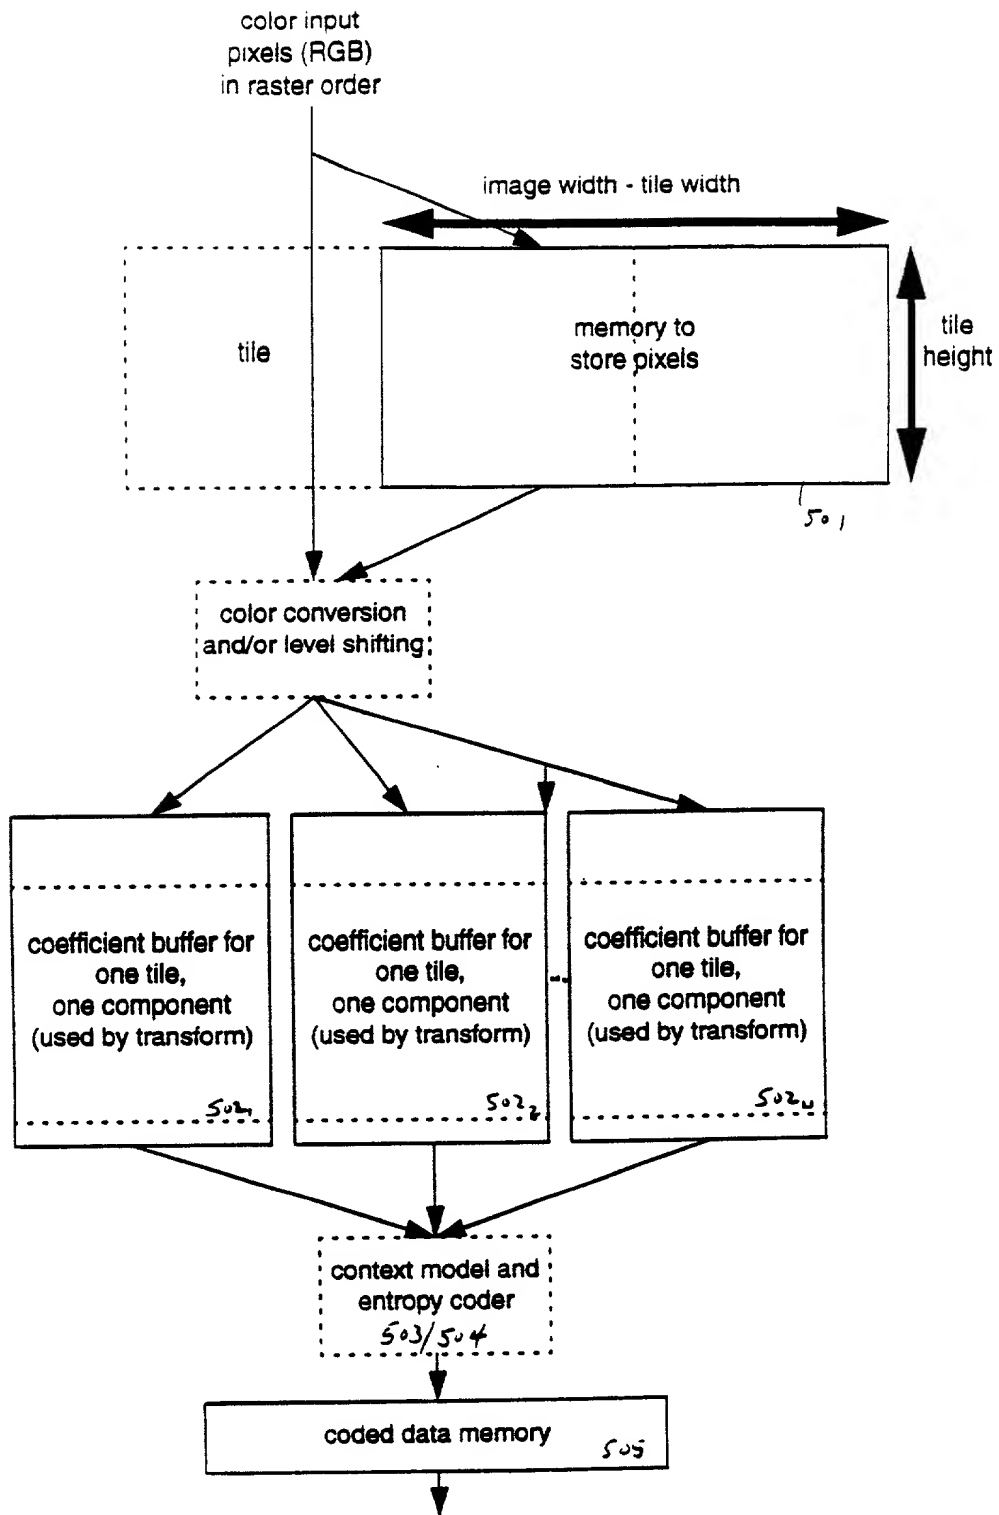 color input
pixels (RGB)
in raster order
image width - tile width
tile
memory to
store pixels
tile
height
501
color conversion
and/or level shifting
coefficient buffer for
one tile,
one component
(used by transform)
502₁
coefficient buffer for
one tile,
one component
(used by transform)
502₂
...
coefficient buffer for
one tile,
one component
(used by transform)
502ₙ
context model and
entropy coder
503/504
coded data memory
505